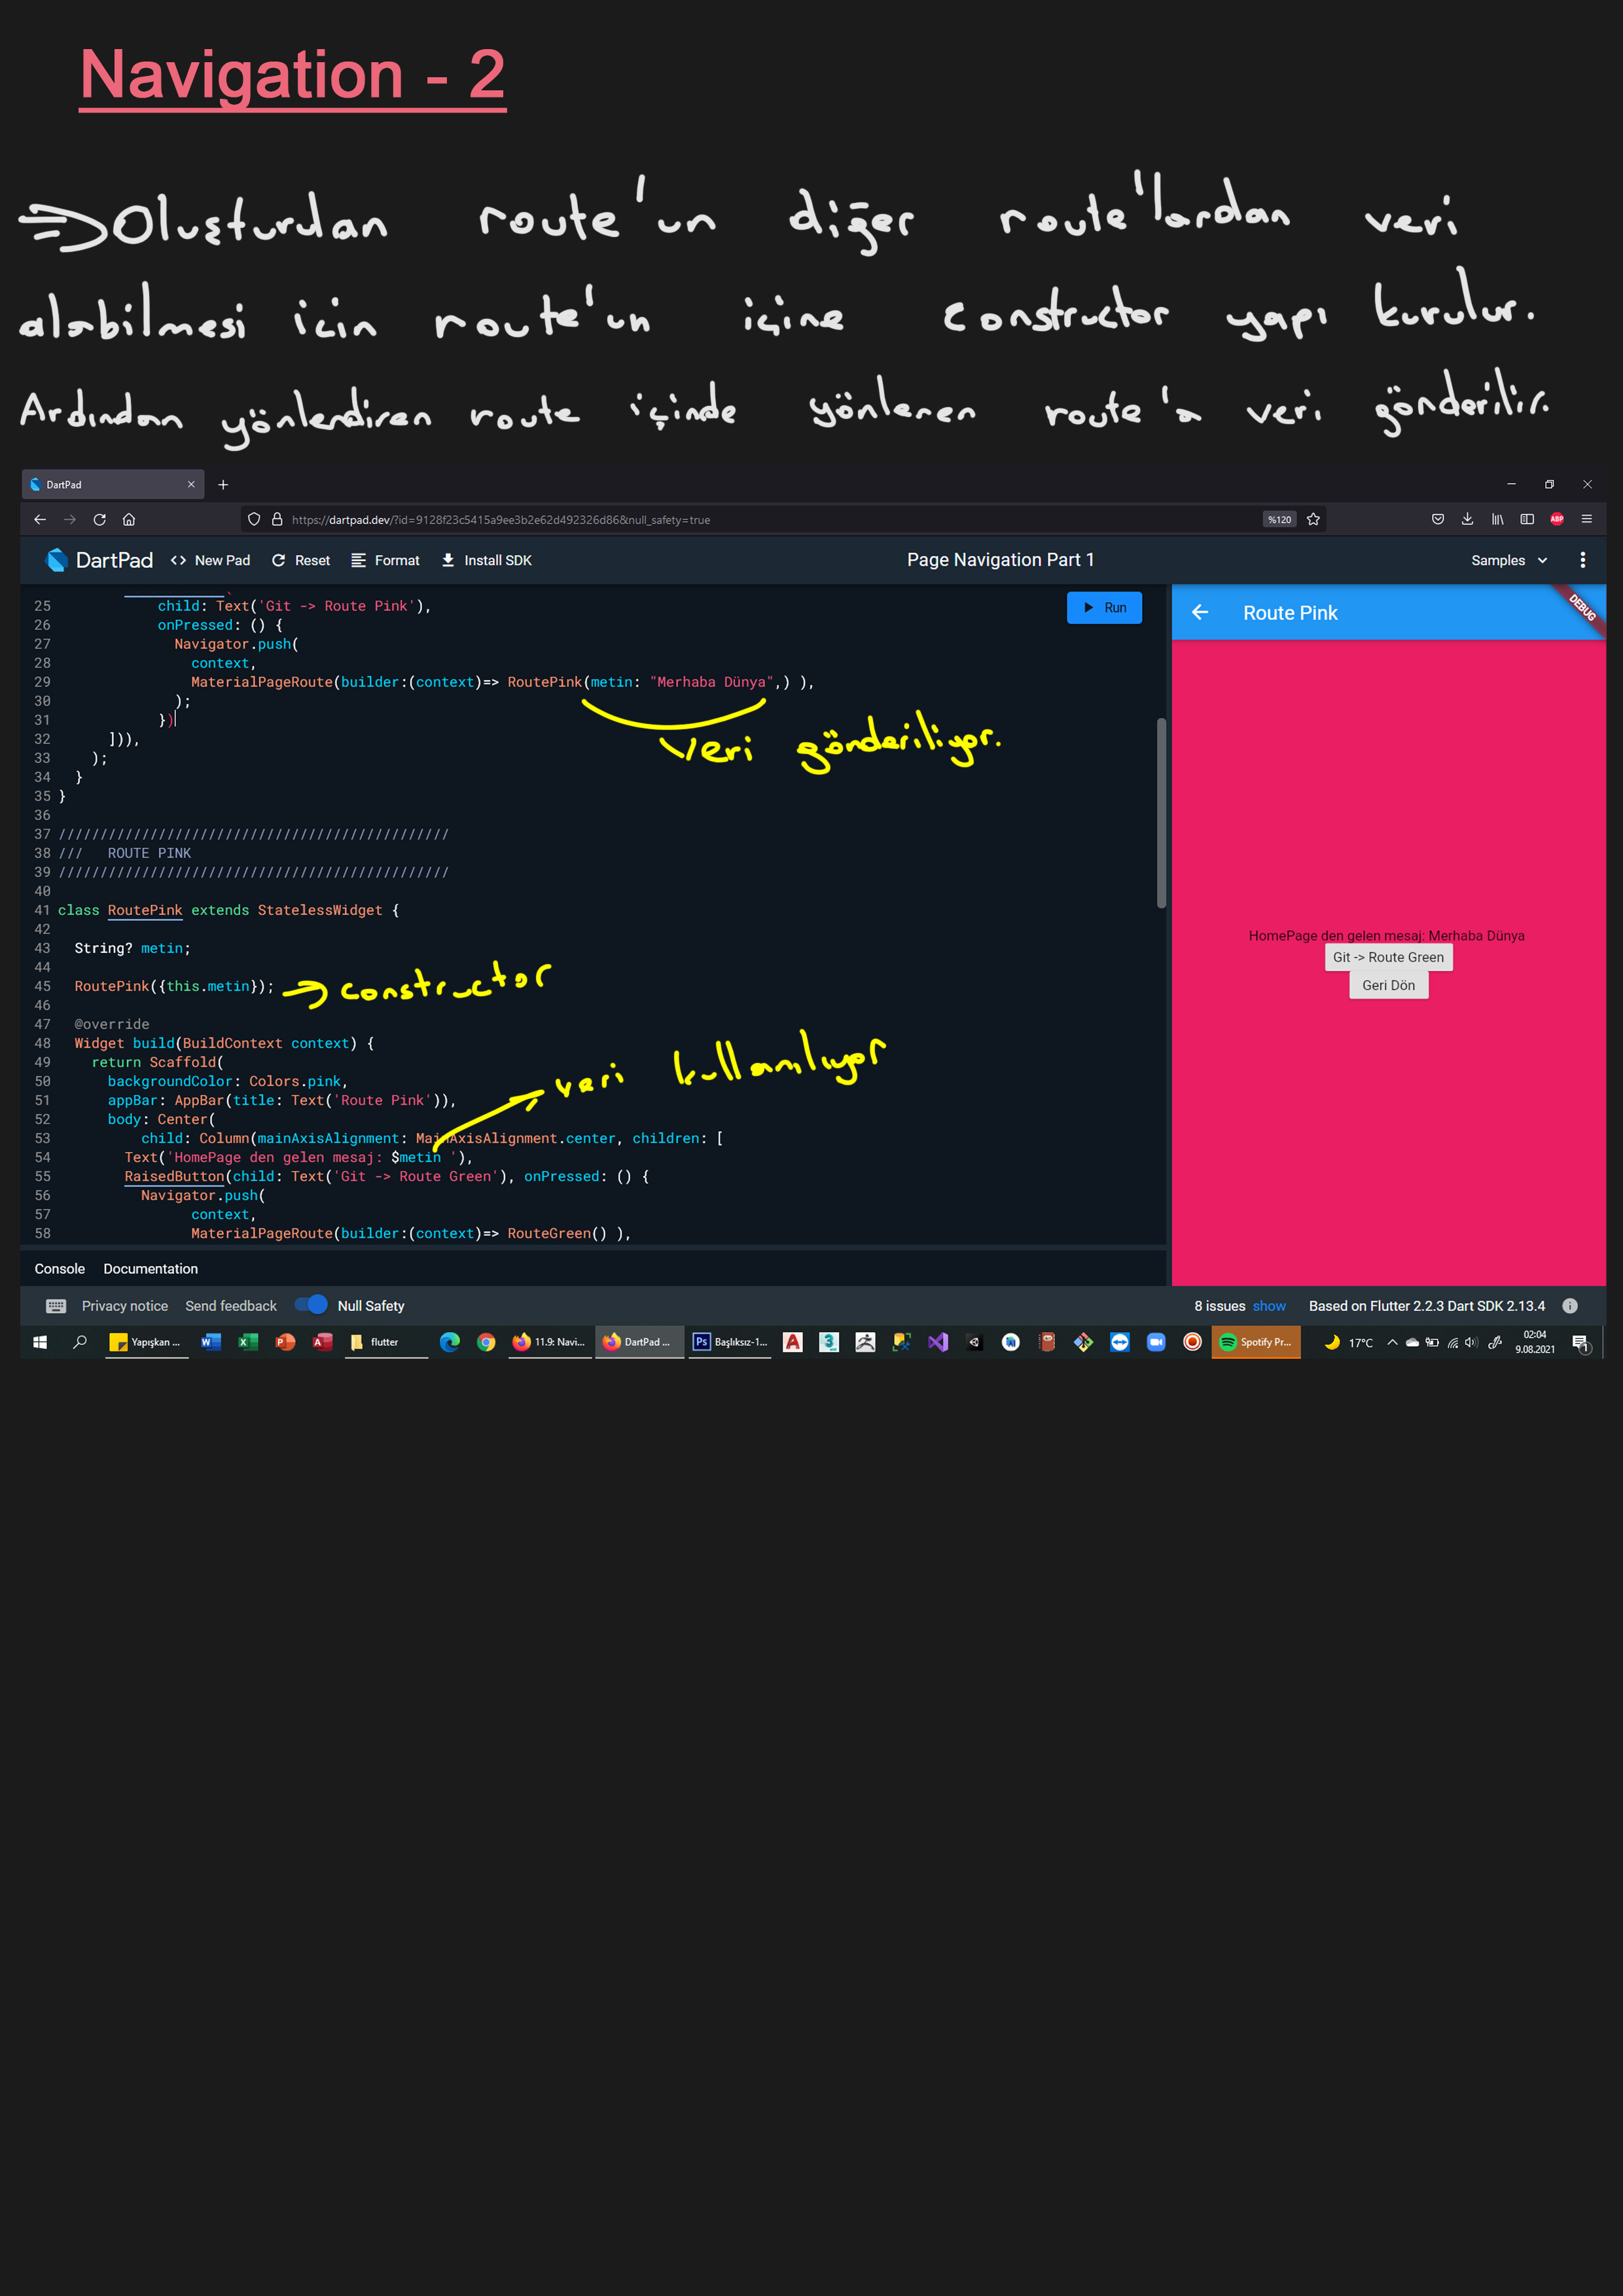 Navigation - 2
=> Oluşturulan route'un diğer route'lardan veri
alabilmesi için route'un içine constructor yapı kurulur.
Ardından yönlendiren route içinde yönlenen route'a veri gönderilir.
DartPad
https://dartpad.dev/?id=9128f23c5415a9ee3b2e62d492326d86&null_safety=true %120 ABP
DartPad <> New Pad Reset Format Install SDK Page Navigation Part 1 Samples
25 child: Text('Git -> Route Pink'),
26 onPressed: () {
27 Navigator.push(
28 context,
29 MaterialPageRoute(builder:(context)=> RoutePink(metin: "Merhaba Dünya",) ),
30 );
31 })
32 ])),
33 );
34 }
35 }
36
veri gönderiliyor.
37 ///////////////////////////////////////////////
38 /// ROUTE PINK
39 ///////////////////////////////////////////////
40
41 class RoutePink extends StatelessWidget {
42
43 String? metin;
44
45 RoutePink({this.metin}); -> constructor
46
47 @override
48 Widget build(BuildContext context) {
49 return Scaffold(
50 backgroundColor: Colors.pink,
51 appBar: AppBar(title: Text('Route Pink')),
52 body: Center(
53 child: Column(mainAxisAlignment: MainAxisAlignment.center, children: [
54 Text('HomePage den gelen mesaj: $metin '),
veri kullanılıyor
55 RaisedButton(child: Text('Git -> Route Green'), onPressed: () {
56 Navigator.push(
57 context,
58 MaterialPageRoute(builder:(context)=> RouteGreen() ),
Run
Route Pink
DEBUG
HomePage den gelen mesaj: Merhaba Dünya
Git -> Route Green
Geri Dön
Console Documentation
Privacy notice Send feedback Null Safety 8 issues show Based on Flutter 2.2.3 Dart SDK 2.13.4
Yapışkan ... flutter 11.9: Navi... DartPad ... Ps Başlıksız-1... Spotify Pr... 17°C 02:04
9.08.2021